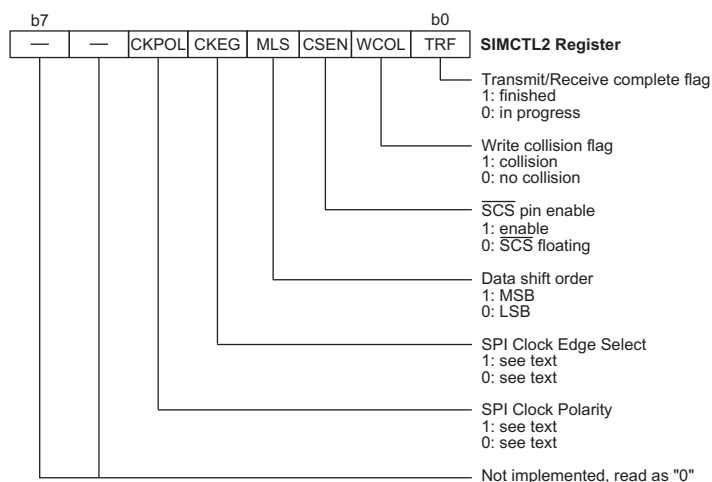 b7 b0
— — CKPOL CKEG MLS CSEN WCOL TRF SIMCTL2 Register
Transmit/Receive complete flag
1: finished
0: in progress
Write collision flag
1: collision
0: no collision
SCS pin enable
1: enable
0: SCS floating
Data shift order
1: MSB
0: LSB
SPI Clock Edge Select
1: see text
0: see text
SPI Clock Polarity
1: see text
0: see text
Not implemented, read as "0"